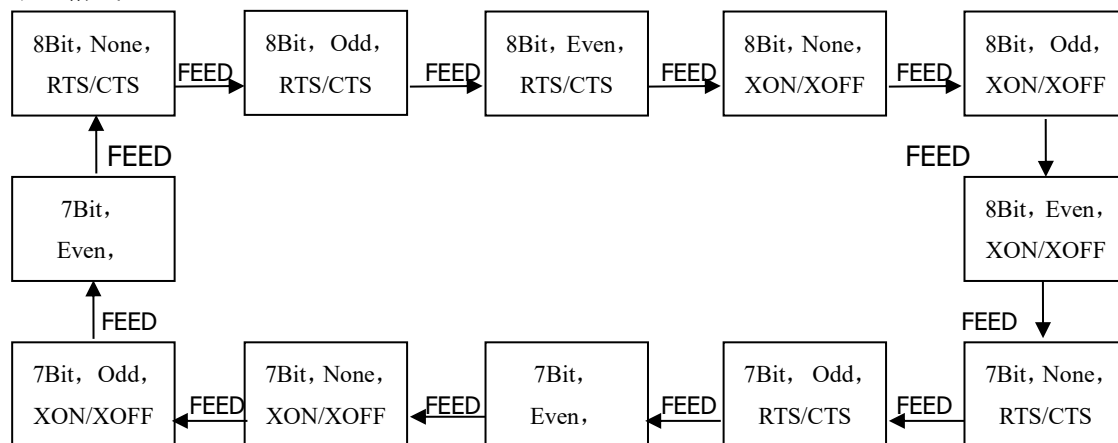 8Bit，None，
RTS/CTS
FEED
8Bit， Odd，
RTS/CTS
FEED
8Bit，Even，
RTS/CTS
FEED
8Bit，None，
XON/XOFF
FEED
8Bit， Odd，
XON/XOFF
FEED
FEED
7Bit，
Even，
8Bit，Even，
XON/XOFF
FEED
FEED
7Bit， Odd，
XON/XOFF
FEED
7Bit，None，
XON/XOFF
FEED
7Bit，
Even，
FEED
7Bit， Odd，
RTS/CTS
FEED
7Bit，None，
RTS/CTS